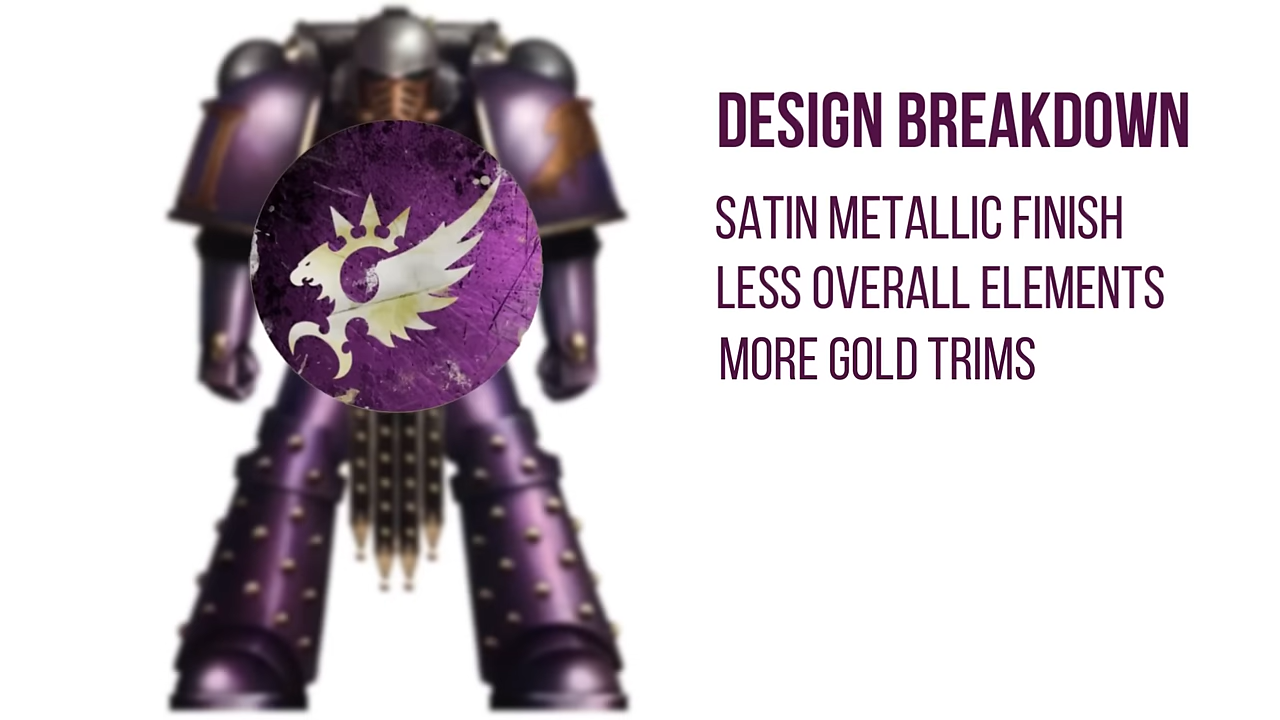 DESIGN BREAKDOWN
SATIN METALLIC FINISH
LESS OVERALL ELEMENTS
MORE GOLD TRIMS